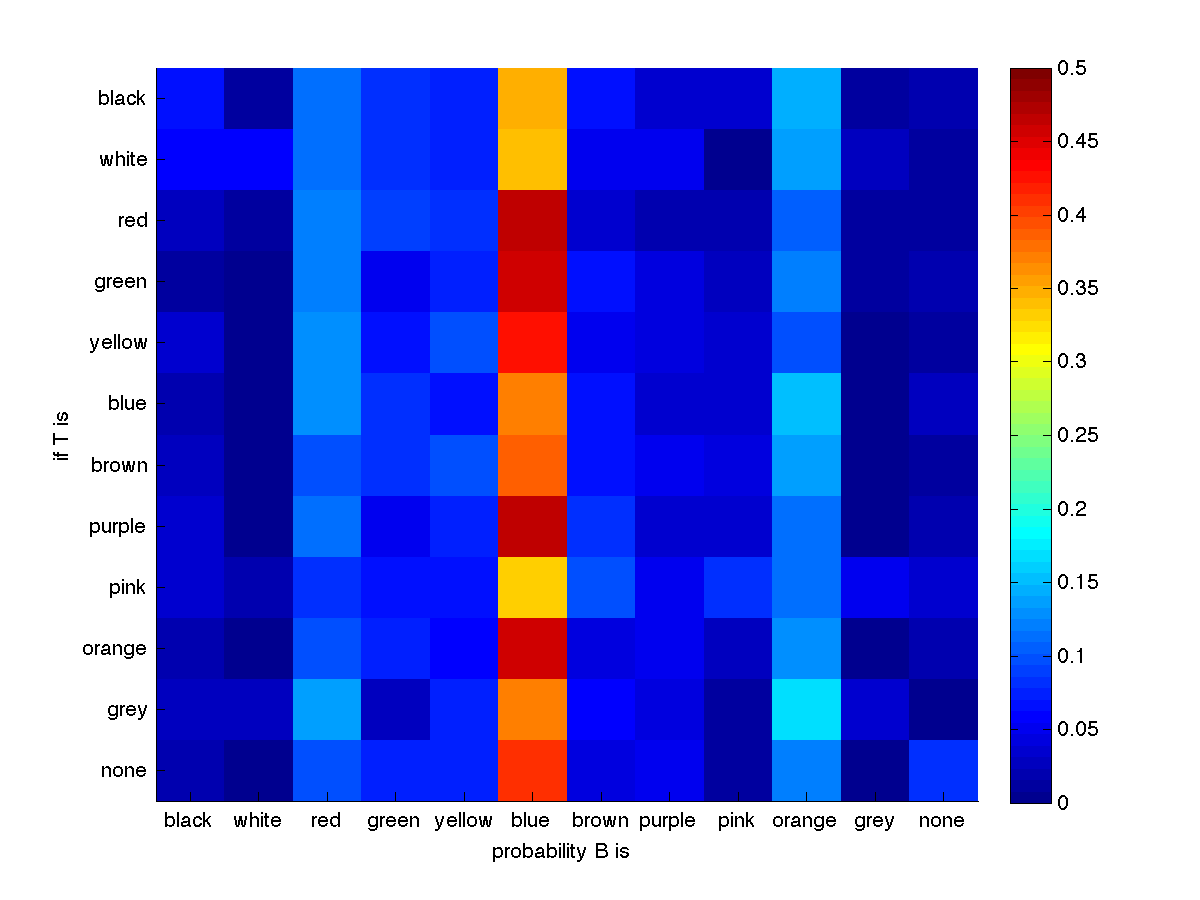 black
white
red
green
yellow
blue
brown
purple
pink
orange
grey
none
if T is
black white red green yellow blue brown purple pink orange grey none
probability B is
0.5
0.45
0.4
0.35
0.3
0.25
0.2
0.15
0.1
0.05
0